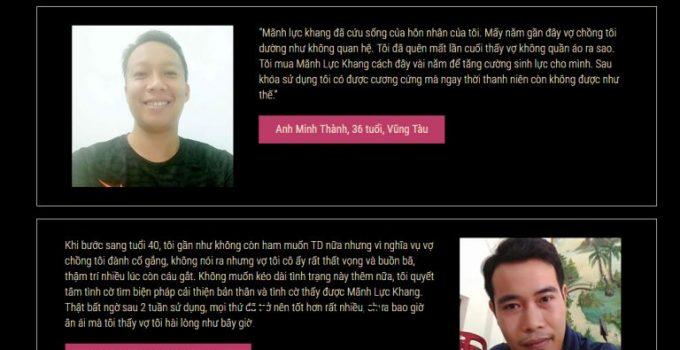 "Mãnh lực khang đã cứu sống của hôn nhân của tôi. Mấy năm gần đây vợ chồng tôi
dường như không quan hệ. Tôi đã quên mất lần cuối thấy vợ không quần áo ra sao.
Tôi mua Mãnh Lực Khang cách đây vài năm để tăng cường sinh lực cho mình. Sau
khóa sử dụng tôi có được cương cứng mà ngay thời thanh niên còn không được như
thế."
Anh Minh Thành, 36 tuổi, Vũng Tàu
Khi bước sang tuổi 40, tôi gần như không còn ham muốn TD nữa nhưng vì nghĩa vụ vợ
chồng tôi đành cố gắng, không nói ra nhưng vợ tôi cô ấy rất thất vọng và buồn bã,
thậm trí nhiều lúc còn cáu gắt. Không muốn kéo dài tình trạng này thêm nữa, tôi quyết
tâm tình cờ tìm biện pháp cải thiện bản thân và tình cờ thấy được Mãnh Lực Khang.
Thật bất ngờ sau 2 tuần sử dụng, mọi thứ đã trở nên tốt hơn rất nhiều, chưa bao giờ
ân ái mà tôi thấy vợ tôi hài lòng như bây giờ.